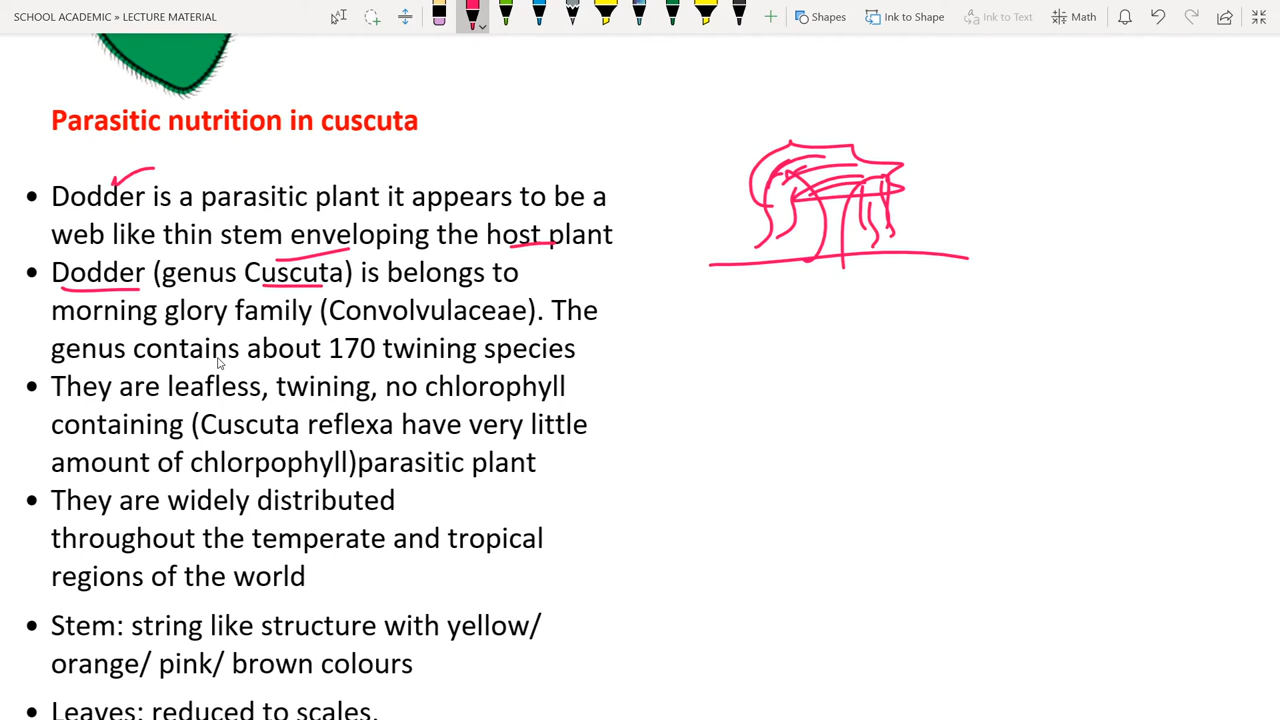 SCHOOL ACADEMIC » LECTURE MATERIAL
Shapes
Ink to Shape
Ink to Text
Math
Parasitic nutrition in cuscuta
• Dodder is a parasitic plant it appears to be a
web like thin stem enveloping the host plant
• Dodder (genus Cuscuta) is belongs to
morning glory family (Convolvulaceae). The
genus contains about 170 twining species
• They are leafless, twining, no chlorophyll
containing (Cuscuta reflexa have very little
amount of chlorpophyll)parasitic plant
• They are widely distributed
throughout the temperate and tropical
regions of the world
• Stem: string like structure with yellow/
orange/ pink/ brown colours
• Leaves: reduced to scales.